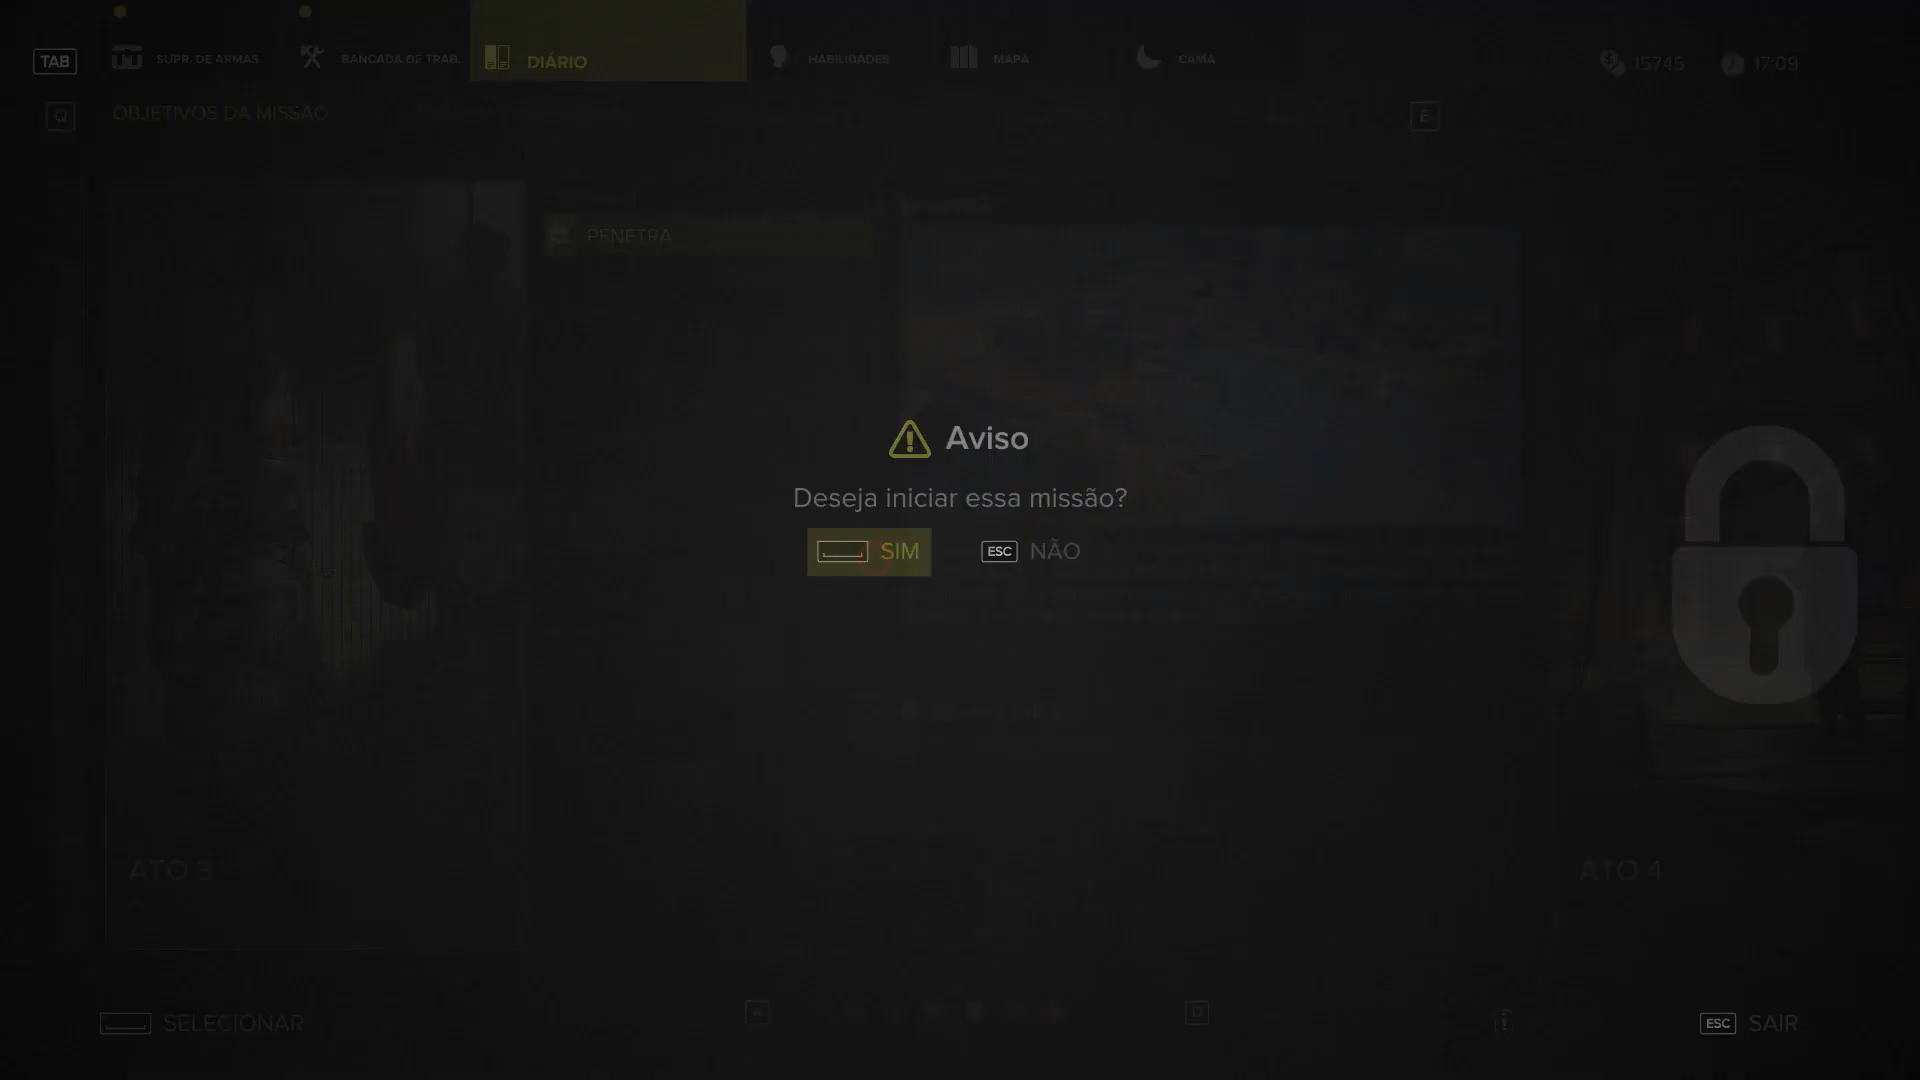 TAB
SUPR. DE ARMAS
BANCADA DE TRAB.
DIÁRIO
HABILIDADES
MAPA
CAMA
15745
17:09
Q
OBJETIVOS DA MISSÃO
E
PENETRA
Aviso
Deseja iniciar essa missão?
SIM
ESC NÃO
ATO 3
ATO 4
SELECIONAR
A
D
ESC SAIR